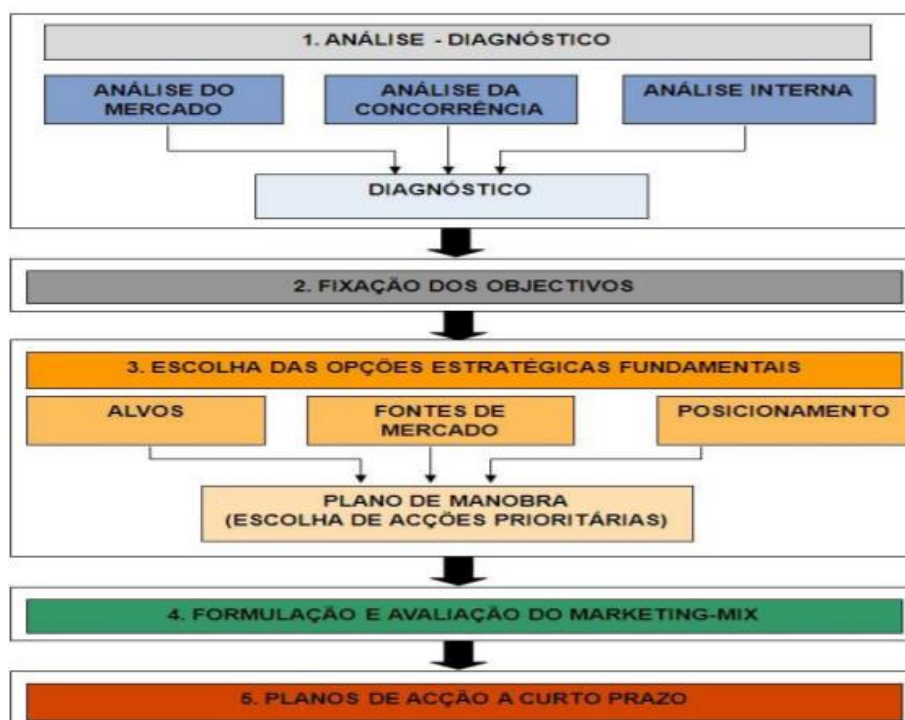 1. ANÁLISE - DIAGNÓSTICO
ANÁLISE DO
MERCADO
ANÁLISE DA
CONCORRÊNCIA
ANÁLISE INTERNA
DIAGNÓSTICO
2. FIXAÇÃO DOS OBJECTIVOS
3. ESCOLHA DAS OPÇÕES ESTRATÉGICAS FUNDAMENTAIS
ALVOS
FONTES DE
MERCADO
POSICIONAMENTO
PLANO DE MANOBRA
(ESCOLHA DE ACÇÕES PRIORITÁRIAS)
4. FORMULAÇÃO E AVALIAÇÃO DO MARKETING-MIX
5. PLANOS DE ACÇÃO A CURTO PRAZO